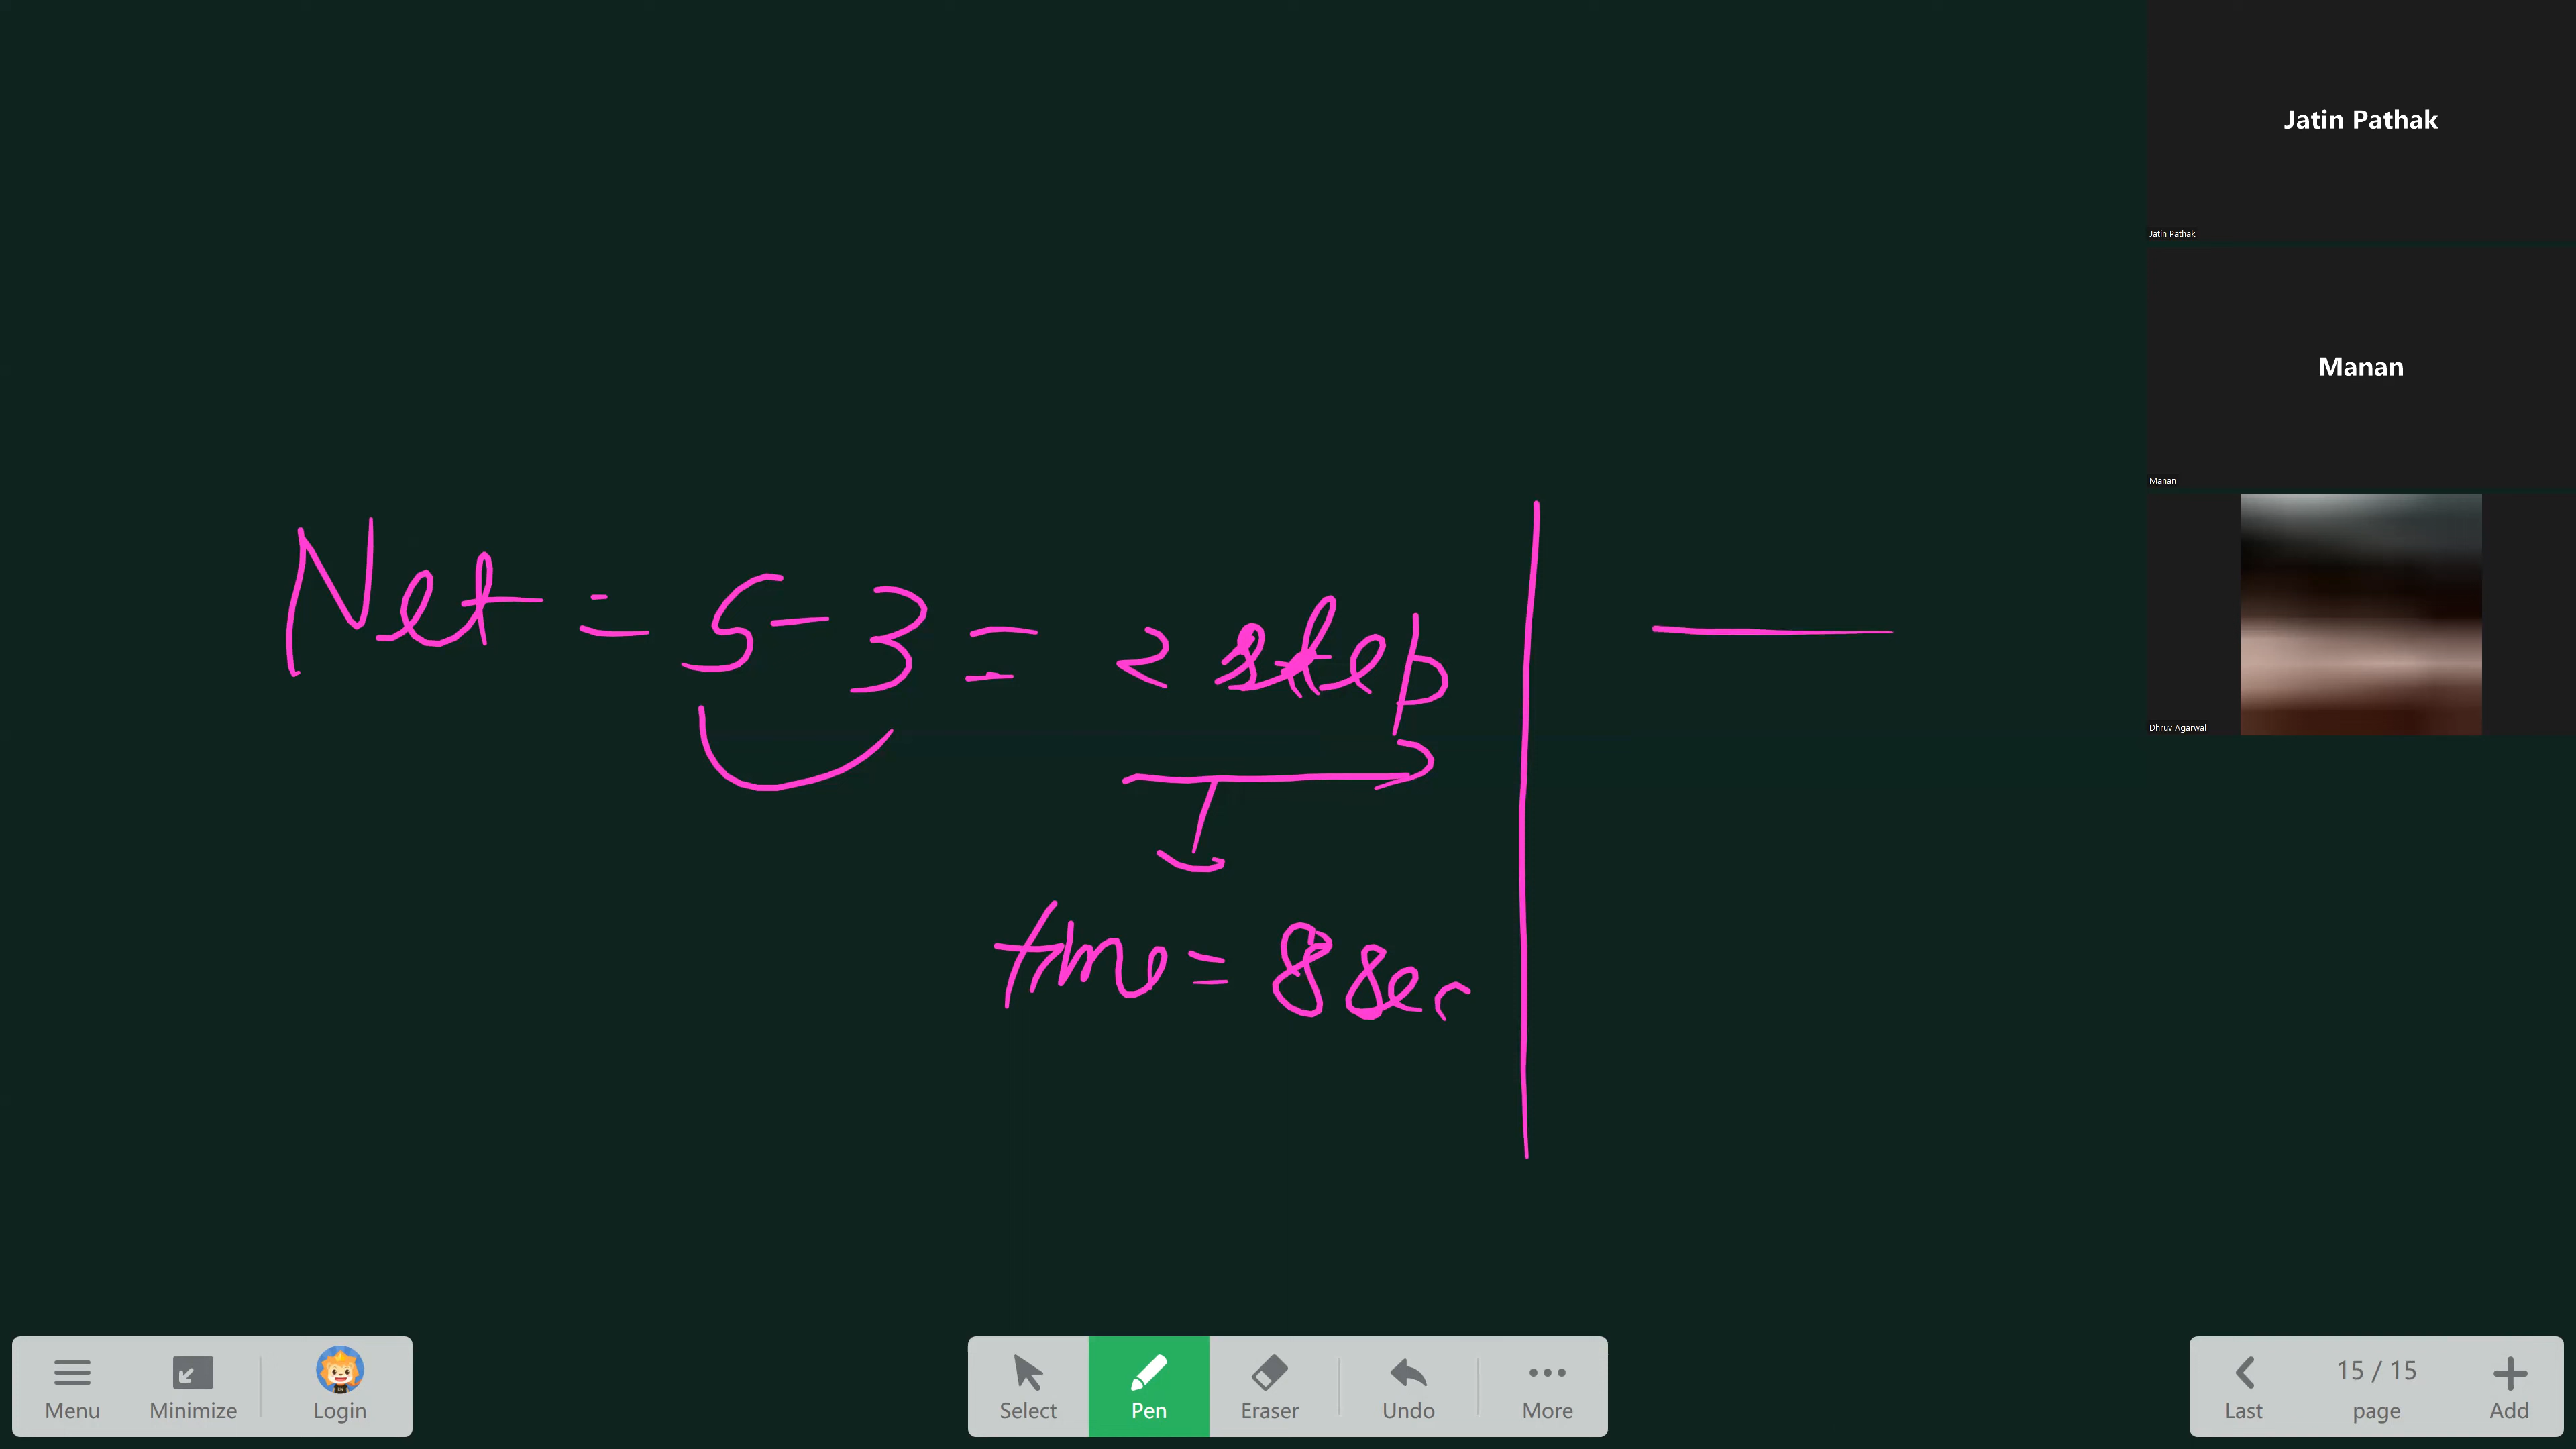 Jatin Pathak
Jatin Pathak
Manan
Manan
Net = 5 - 3 = 2 step
Dhruv Agarwal
time = 8 sec
Menu Minimize Login Select Pen Eraser Undo More Last 15 / 15 page Add